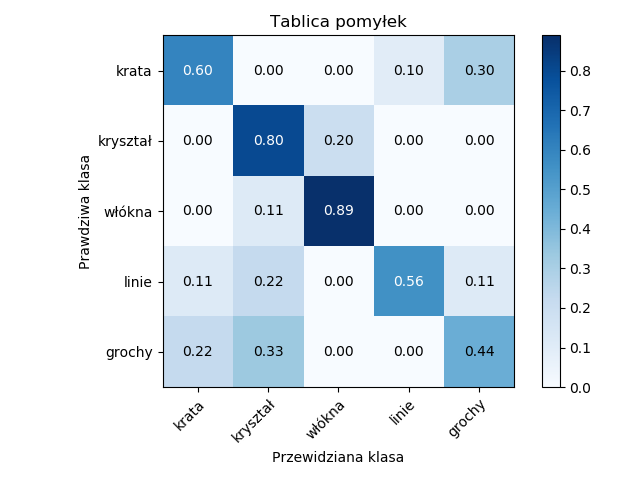 Tablica pomyłek
krata 0.60 0.00 0.00 0.10 0.30
kryształ 0.00 0.80 0.20 0.00 0.00
włókna 0.00 0.11 0.89 0.00 0.00
linie 0.11 0.22 0.00 0.56 0.11
grochy 0.22 0.33 0.00 0.00 0.44
Prawdziwa klasa
krata kryształ włókna linie grochy
Przewidziana klasa
0.8
0.7
0.6
0.5
0.4
0.3
0.2
0.1
0.0